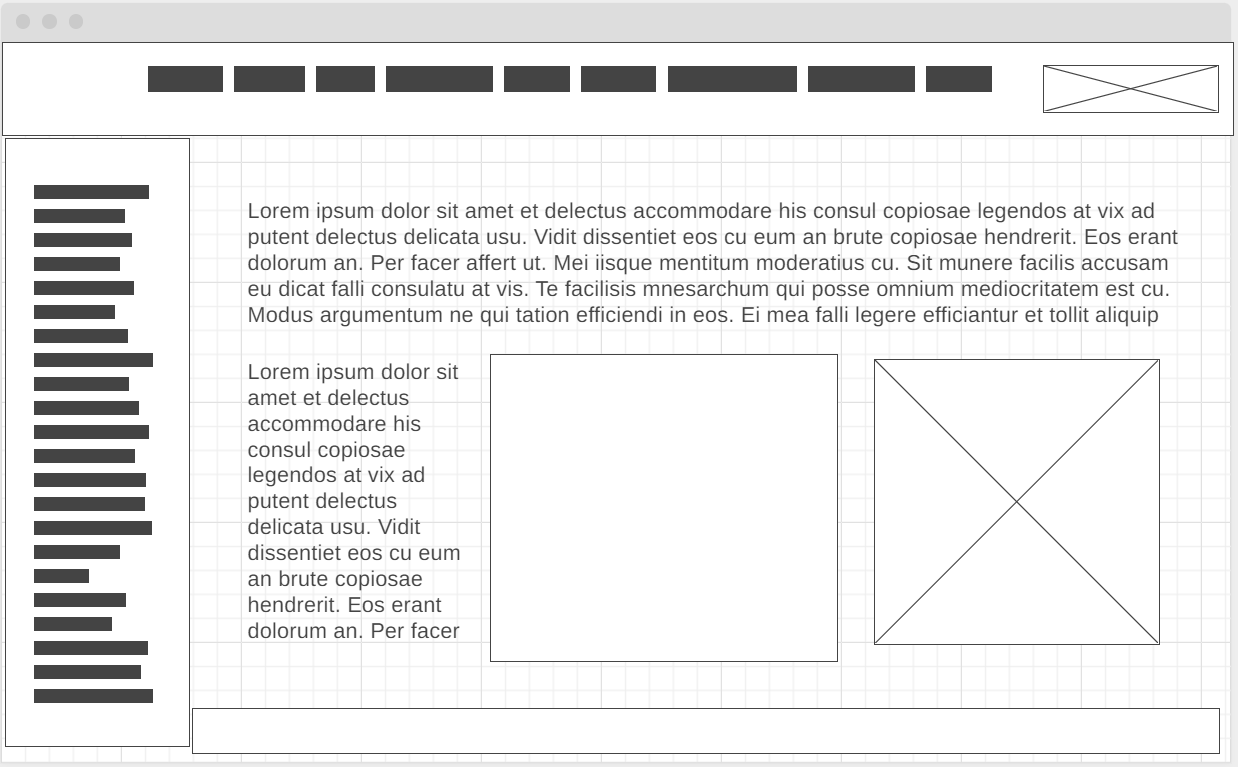 Lorem ipsum dolor sit amet et delectus accommodare his consul copiosae legendos at vix ad
putent delectus delicata usu. Vidit dissentiet eos cu eum an brute copiosae hendrerit. Eos erant
dolorum an. Per facer affert ut. Mei iisque mentitum moderatius cu. Sit munere facilis accusam
eu dicat falli consulatu at vis. Te facilisis mnesarchum qui posse omnium mediocritatem est cu.
Modus argumentum ne qui tation efficiendi in eos. Ei mea falli legere efficiantur et tollit aliquip
Lorem ipsum dolor sit
amet et delectus
accommodare his
consul copiosae
legendos at vix ad
putent delectus
delicata usu. Vidit
dissentiet eos cu eum
an brute copiosae
hendrerit. Eos erant
dolorum an. Per facer